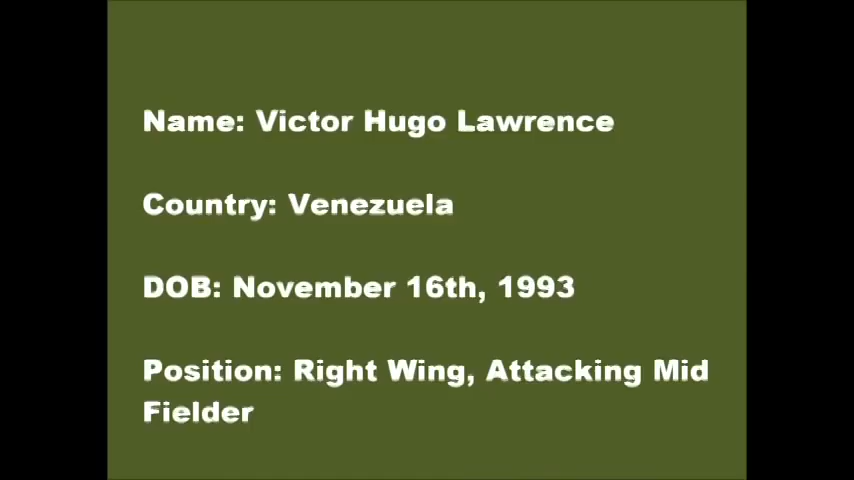 Name: Victor Hugo Lawrence
Country: Venezuela
DOB: November 16th, 1993
Position: Right Wing, Attacking Mid
Fielder